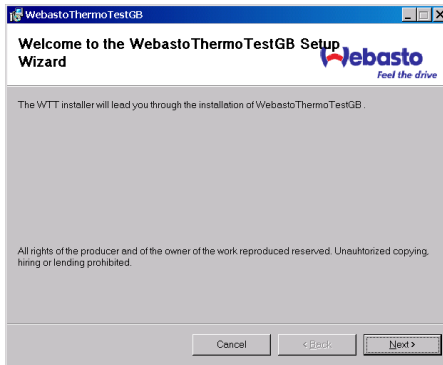 WebastoThermoTestGB
Welcome to the WebastoThermoTestGB Setup
Wizard
Webasto
Feel the drive
The WTT installer will lead you through the installation of WebastoThermoTestGB .
All rights of the producer and of the owner of the work reproduced reserved. Unauhtorized copying,
hiring or lending prohibited.
Cancel
< Back
Next >